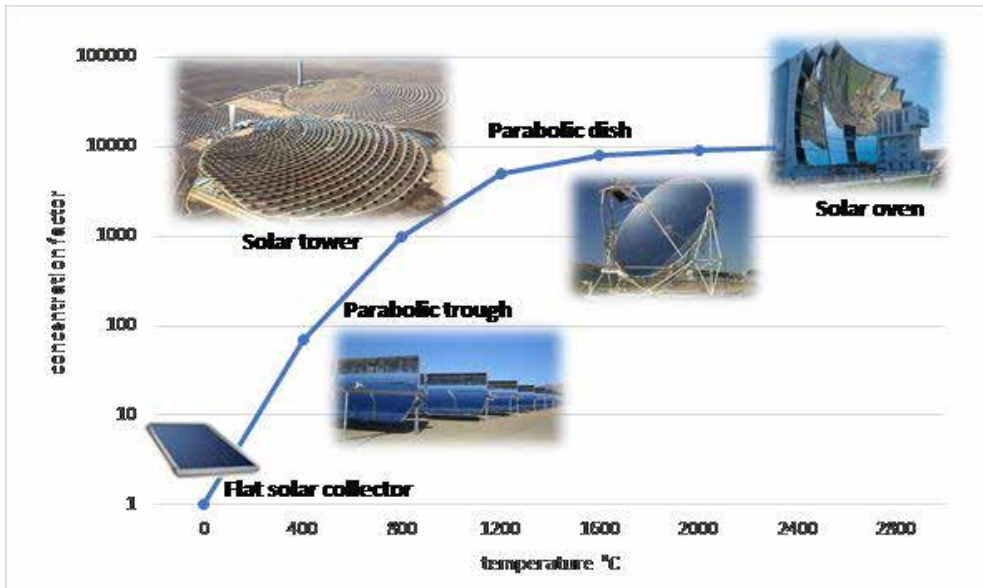 100000
10000
1000
100
10
1
concentration factor
Parabolic dish
Solar oven
Solar tower
Parabolic trough
Flat solar collector
0
400
800
1200
1600
2000
2400
2800
temperature °C